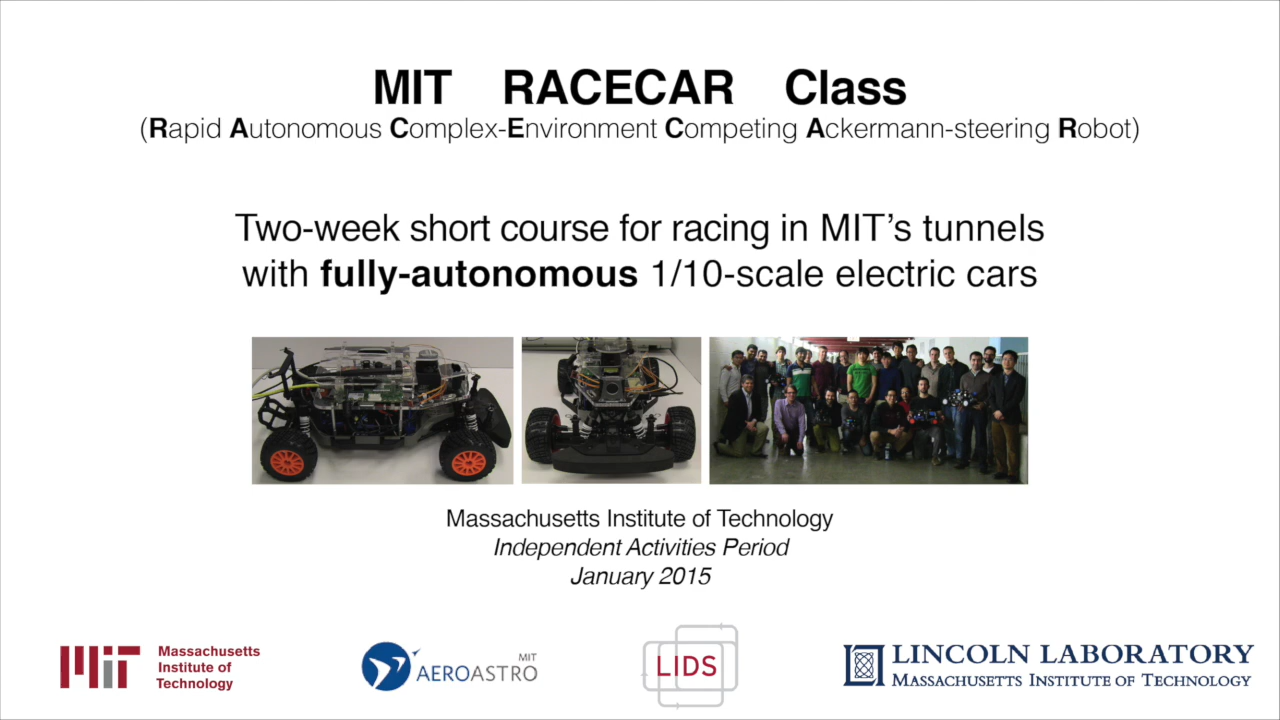 MIT RACECAR Class
(Rapid Autonomous Complex-Environment Competing Ackermann-steering Robot)
Two-week short course for racing in MIT’s tunnels
with fully-autonomous 1/10-scale electric cars
Massachusetts Institute of Technology
Independent Activities Period
January 2015
MIT
Massachusetts
Institute of
Technology
MIT
AEROASTRO
LIDS
LINCOLN LABORATORY
MASSACHUSETTS INSTITUTE OF TECHNOLOGY